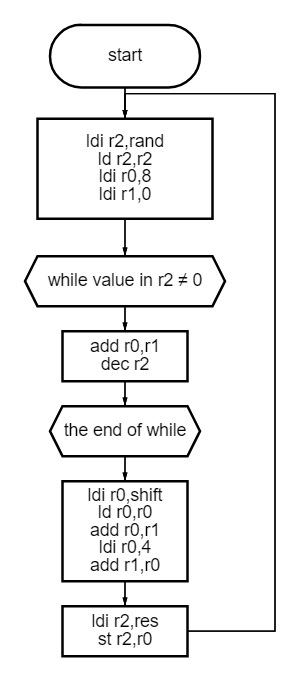 start
ldi r2,rand
ld r2,r2
ldi r0,8
ldi r1,0
while value in r2 ≠ 0
add r0,r1
dec r2
the end of while
ldi r0,shift
ld r0,r0
add r0,r1
ldi r0,4
add r1,r0
ldi r2,res
st r2,r0